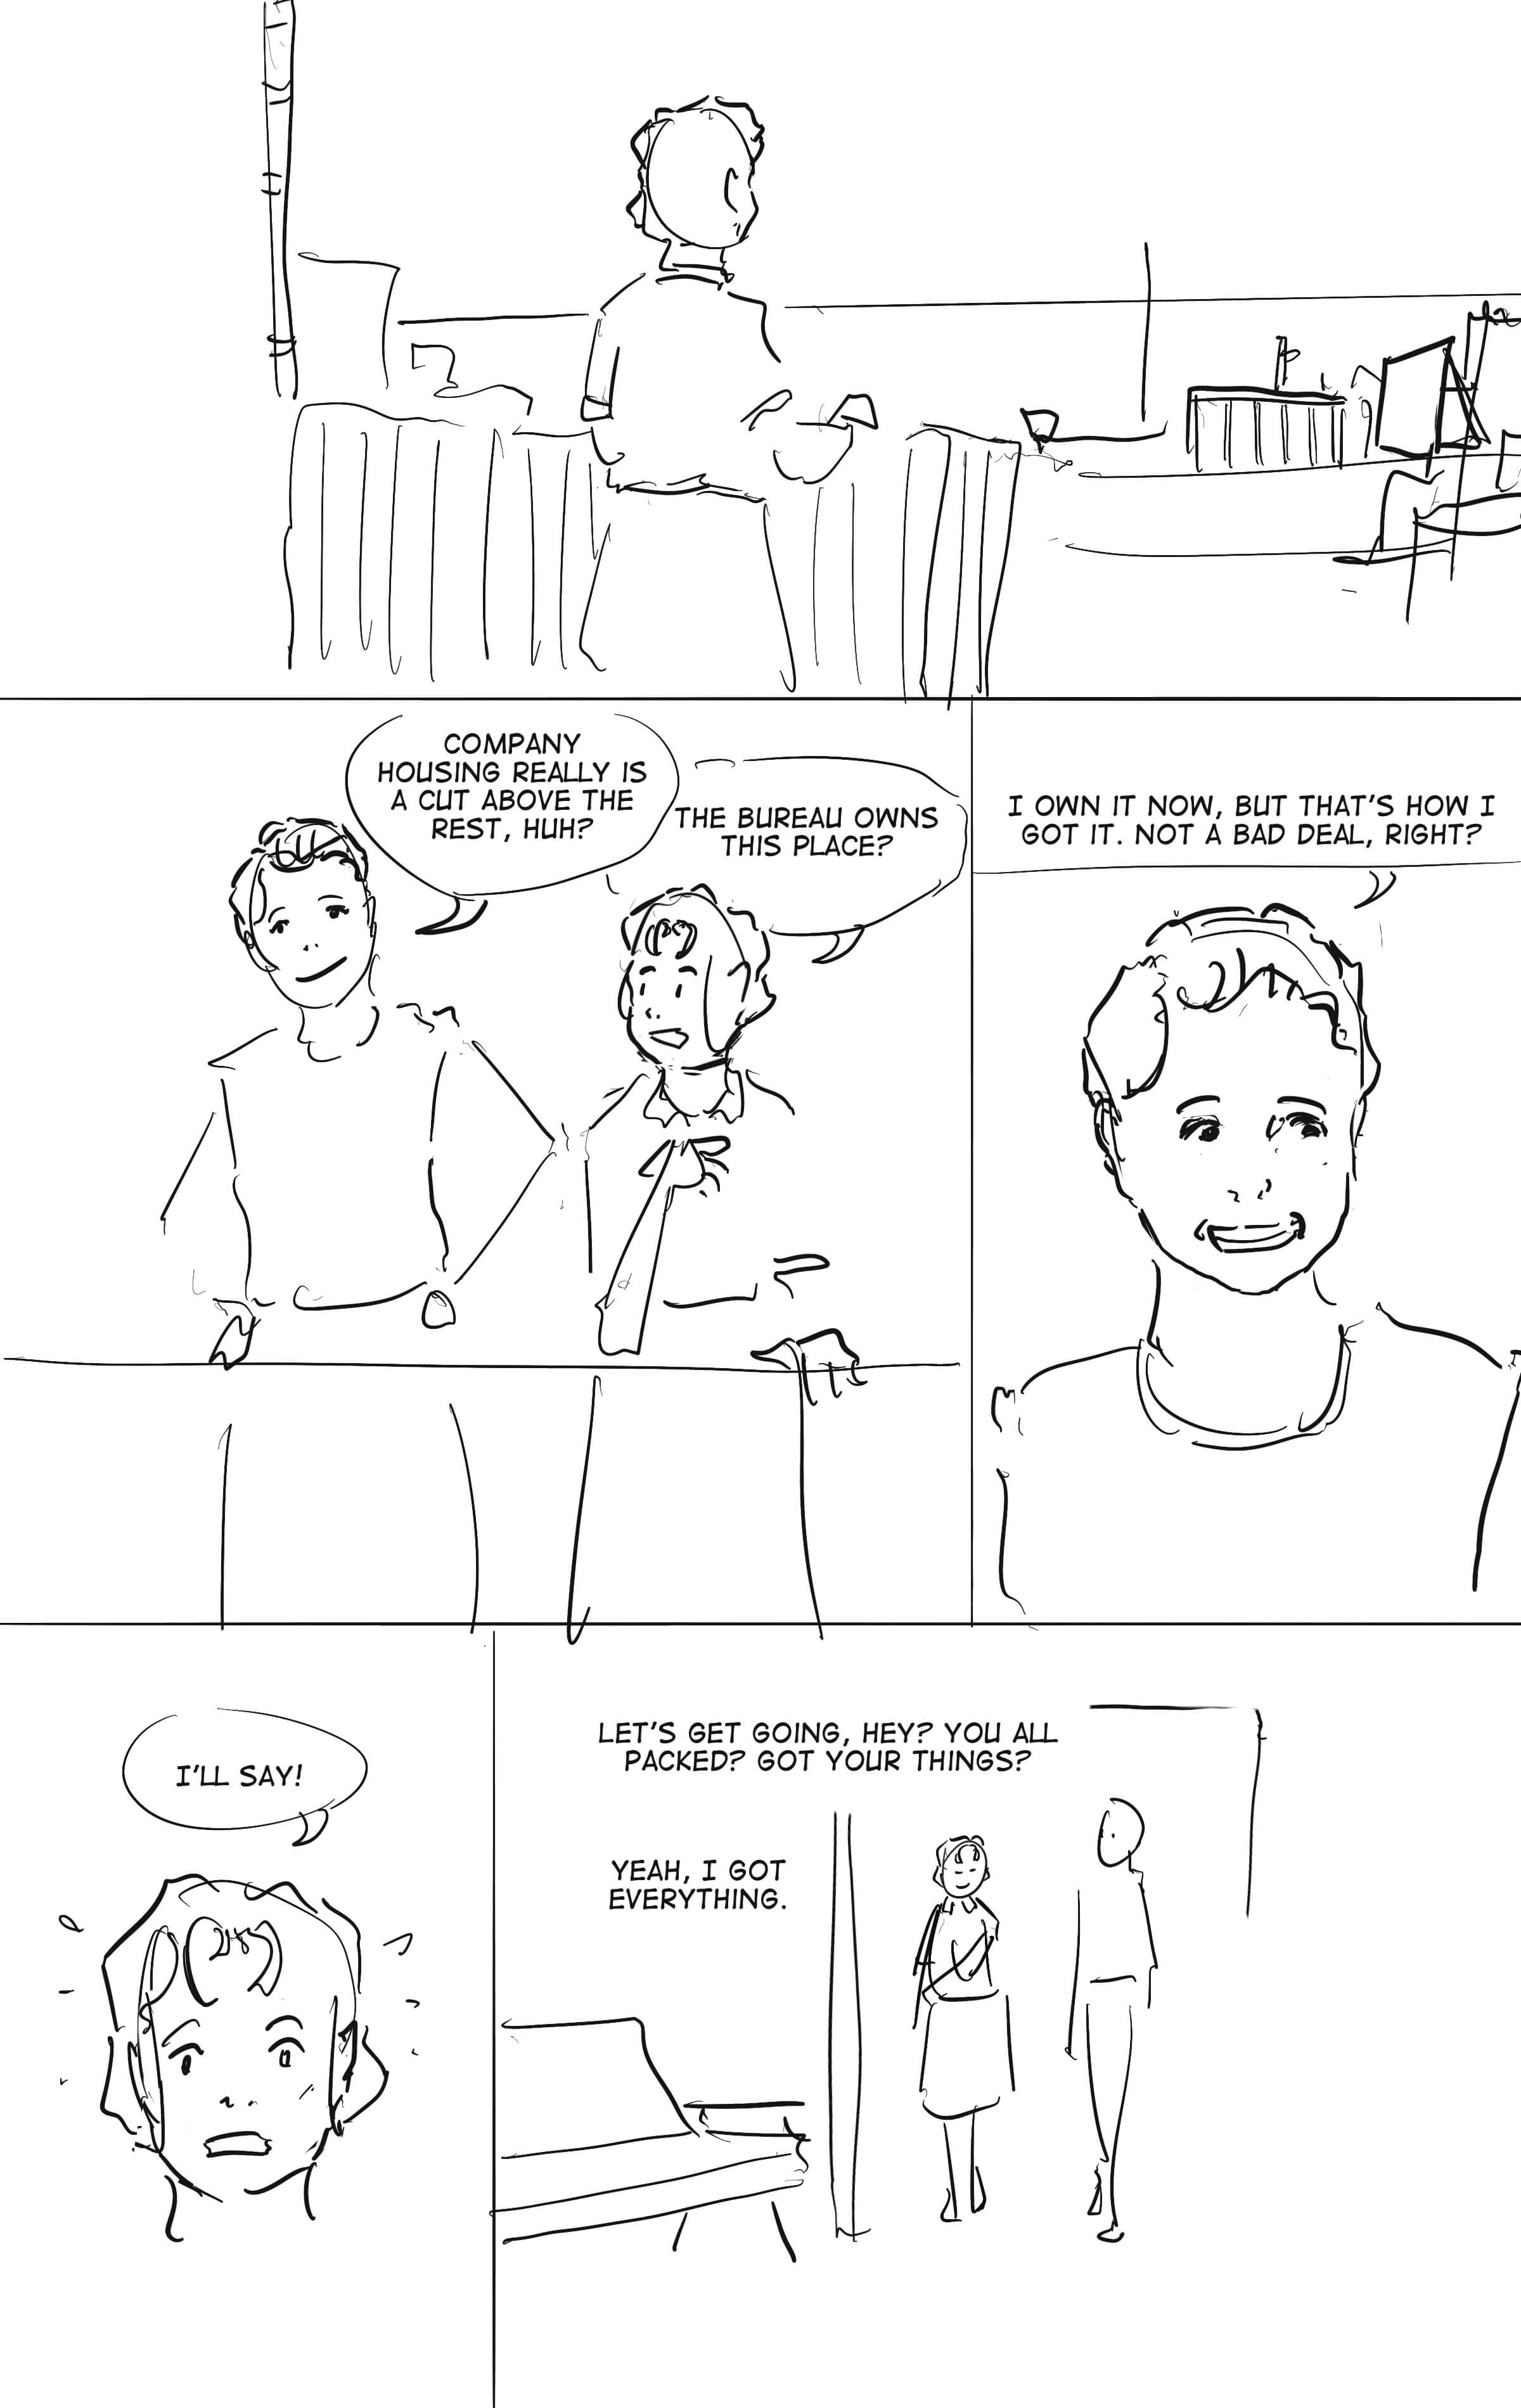 COMPANY
HOUSING REALLY IS
A CUT ABOVE THE
REST, HUH?
THE BUREAU OWNS
THIS PLACE?
I OWN IT NOW, BUT THAT'S HOW I
GOT IT. NOT A BAD DEAL, RIGHT?
I'LL SAY!
LET'S GET GOING, HEY? YOU ALL
PACKED? GOT YOUR THINGS?
YEAH, I GOT
EVERYTHING.